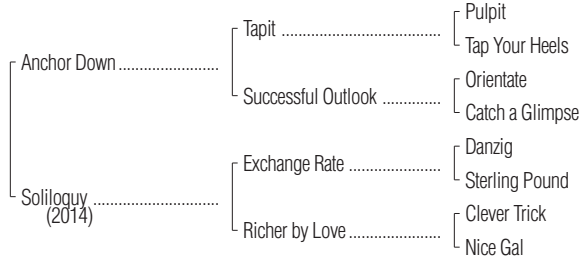 Pulpit
Tapit
Tap Your Heels
Anchor Down
Orientate
Successful Outlook
Catch a Glimpse
Danzig
Exchange Rate
Sterling Pound
Soliloquy
(2014)
Clever Trick
Richer by Love
Nice Gal